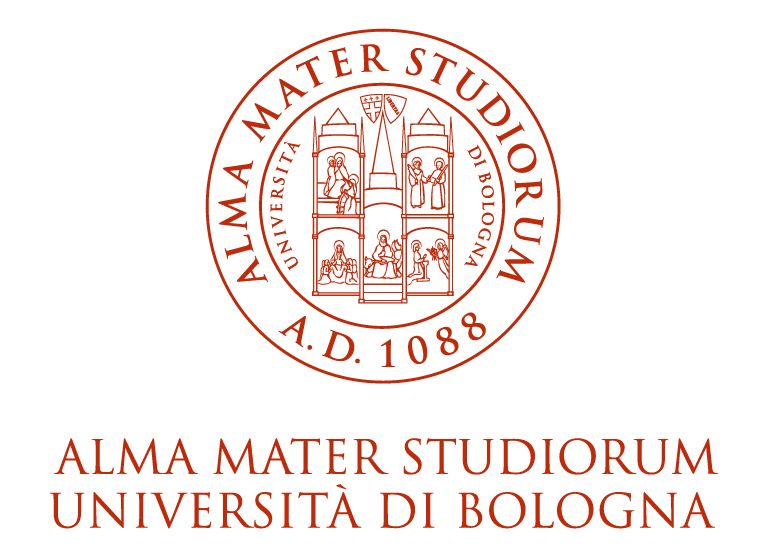 ALMA MATER STUDIORUM
UNIVERSITÀ
DI BOLOGNA
A.D. 1088
ALMA MATER STUDIORUM
UNIVERSITÀ DI BOLOGNA